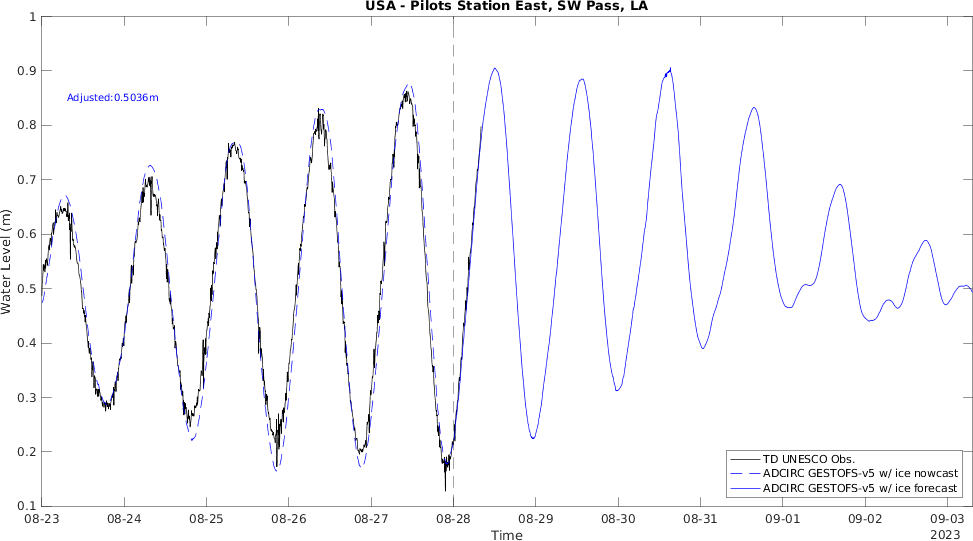 USA - Pilots Station East, SW Pass, LA
1
0.9
Adjusted:0.5036m
0.8
0.7
0.6
Water Level (m)
0.5
0.4
0.3
0.2
TD UNESCO Obs.
ADCIRC GESTOFS-v5 w/ ice nowcast
ADCIRC GESTOFS-v5 w/ ice forecast
0.1
08-23 08-24 08-25 08-26 08-27 08-28 08-29 08-30 08-31 09-01 09-02 09-03
Time
2023